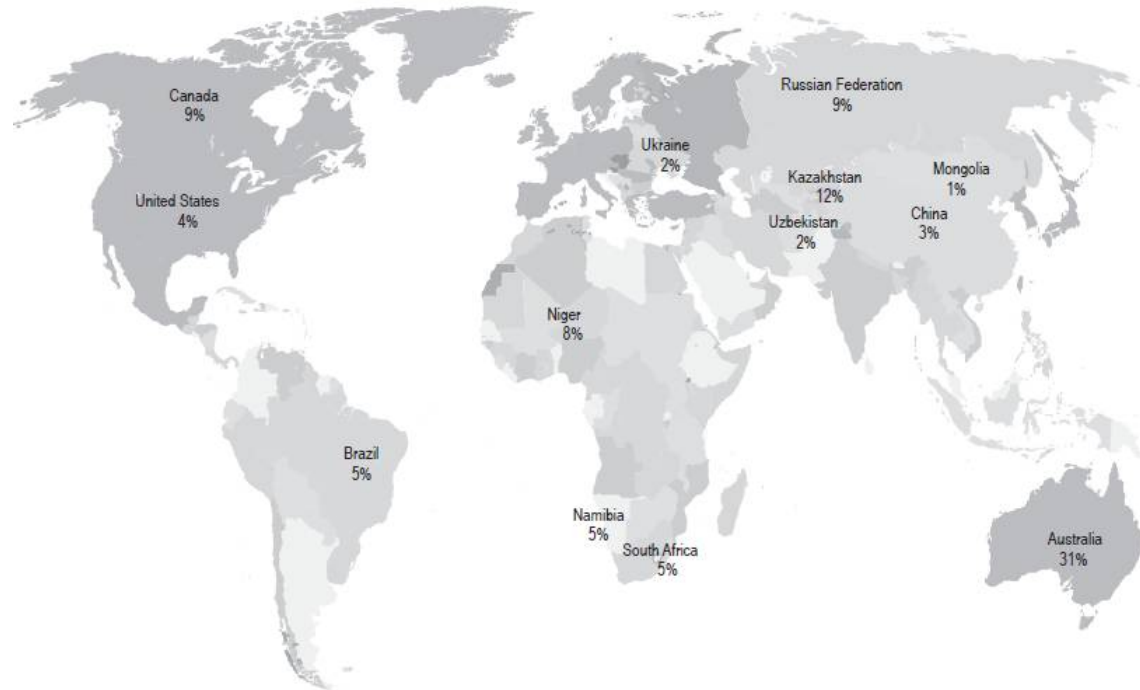 Canada
9%
Russian Federation
9%
Ukraine
2%
Kazakhstan
12%
Mongolia
1%
United States
4%
Uzbekistan
2%
China
3%
Niger
8%
Brazil
5%
Namibia
5%
South Africa
5%
Australia
31%